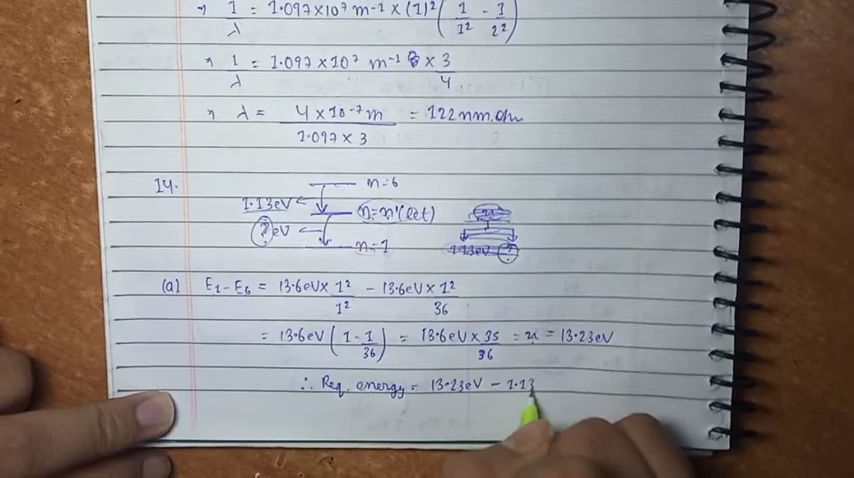 ⇒ 1/λ = 1.097×10⁷ m⁻¹ × (1)² (1/1² - 1/2²)
⇒ 1/λ = 1.097×10⁷ m⁻¹ × 3/4
⇒ λ = 4×10⁻⁷m / 1.097×3 = 122nm.
14.
n=6
1.13eV
n=n'(let)
? eV
n=1
1.13eV ?
(a) E₁-E₆ = 13.6eV× 1²/1² - 13.6eV× 1²/36
= 13.6eV (1-1/36) = 13.6eV×35/36 = x = 13.23eV
∴ Req. energy = 13.23eV - 1.13